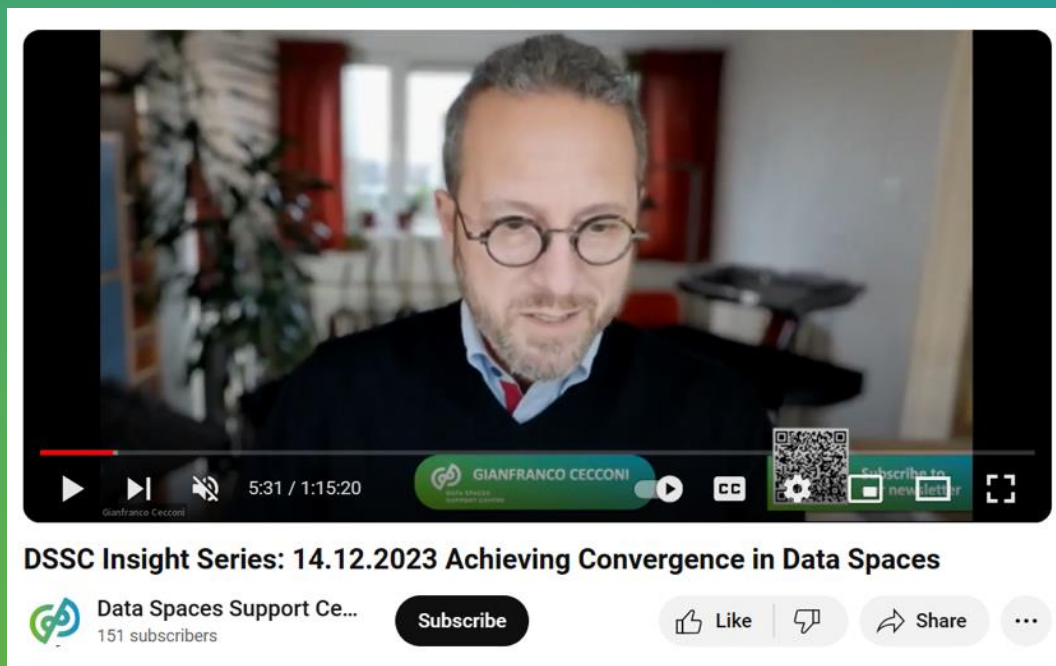 GIANFRANCO CECCONI
DATA SPACES
SUPPORT CENTRE
Subscribe to
newsletter
5:31 / 1:15:20
CC
Gianfranco Cecconi
DSSC Insight Series: 14.12.2023 Achieving Convergence in Data Spaces
Data Spaces Support Ce...
151 subscribers
Subscribe
Like
Share